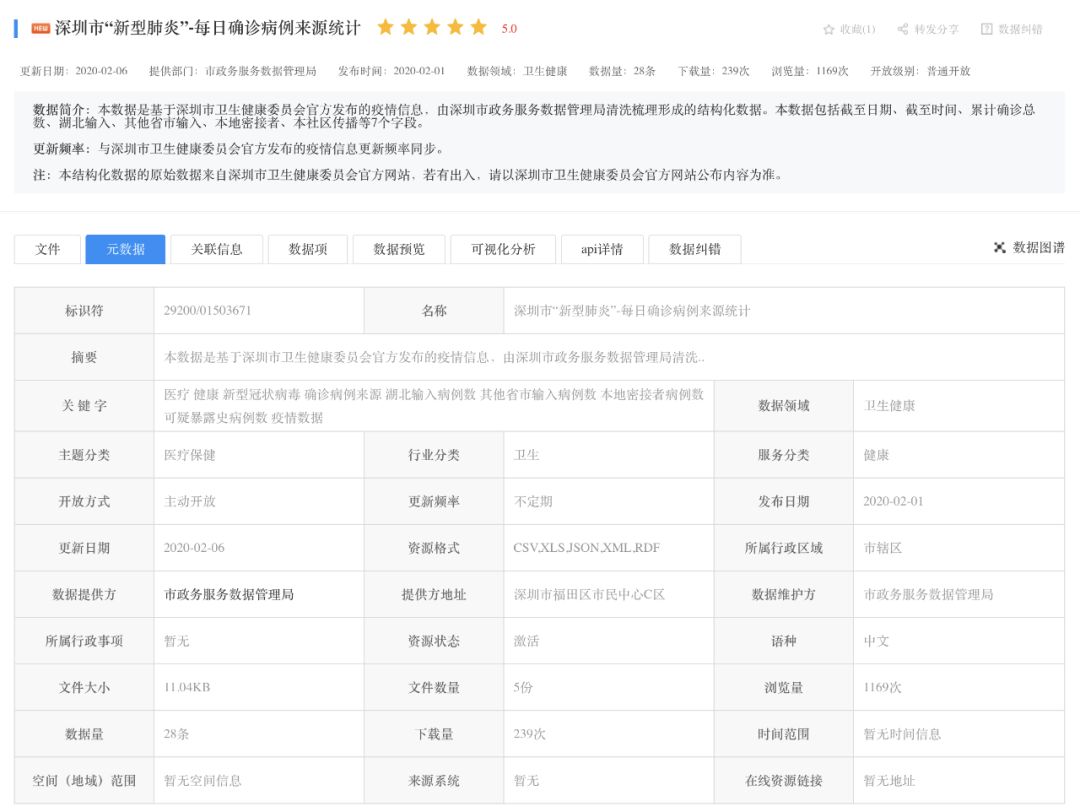 NEW 深圳市“新型肺炎”-每日确诊病例来源统计 5.0 收藏(1) 转发分享 数据纠错
更新日期：2020-02-06 提供部门：市政务服务数据管理局 发布时间：2020-02-01 数据领域：卫生健康 数据量：28条 下载量：239次 浏览量：1169次 开放级别：普通开放
数据简介：本数据是基于深圳市卫生健康委员会官方发布的疫情信息，由深圳市政务服务数据管理局清洗梳理形成的结构化数据。本数据包括截至日期、截至时间、累计确诊总
数、湖北输入、其他省市输入、本地密接者、本社区传播等7个字段。
更新频率：与深圳市卫生健康委员会官方发布的疫情信息更新频率同步。
注：本结构化数据的原始数据来自深圳市卫生健康委员会官方网站，若有出入，请以深圳市卫生健康委员会官方网站公布内容为准。
文件 元数据 关联信息 数据项 数据预览 可视化分析 api详情 数据纠错 数据图谱
标识符 29200/01503671 名称 深圳市“新型肺炎”-每日确诊病例来源统计
摘要 本数据是基于深圳市卫生健康委员会官方发布的疫情信息，由深圳市政务服务数据管理局清洗..
关 键 字 医疗 健康 新型冠状病毒 确诊病例来源 湖北输入病例数 其他省市输入病例数 本地密接者病例数
可疑暴露史病例数 疫情数据 数据领域 卫生健康
主题分类 医疗保健 行业分类 卫生 服务分类 健康
开放方式 主动开放 更新频率 不定期 发布日期 2020-02-01
更新日期 2020-02-06 资源格式 CSV,XLS,JSON,XML,RDF 所属行政区域 市辖区
数据提供方 市政务服务数据管理局 提供方地址 深圳市福田区市民中心C区 数据维护方 市政务服务数据管理局
所属行政事项 暂无 资源状态 激活 语种 中文
文件大小 11.04KB 文件数量 5份 浏览量 1169次
数据量 28条 下载量 239次 时间范围 暂无时间信息
空间（地域）范围 暂无空间信息 来源系统 暂无 在线资源链接 暂无地址